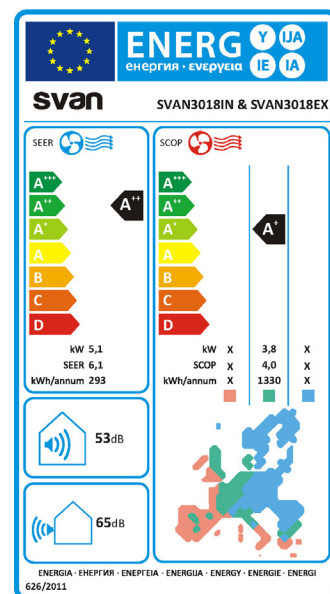 ENERG
енергия · ενεργεια
Y IJA
IE IA
svan
SVAN3018IN & SVAN3018EX
SEER
SCOP
A+++
A++
A+
A
B
C
D
A++
A+++
A++
A+
A
B
C
D
A+
kW 5,1
SEER 6,1
kWh/annum 293
kW X 3,8 X
SCOP X 4,0 X
kWh/annum X 1330 X
53dB
65dB
ENERGIA · ЕНЕРГИЯ · ΕΝΕΡΓΕΙΑ · ENERGIJA · ENERGY · ENERGIE · ENERGI
626/2011